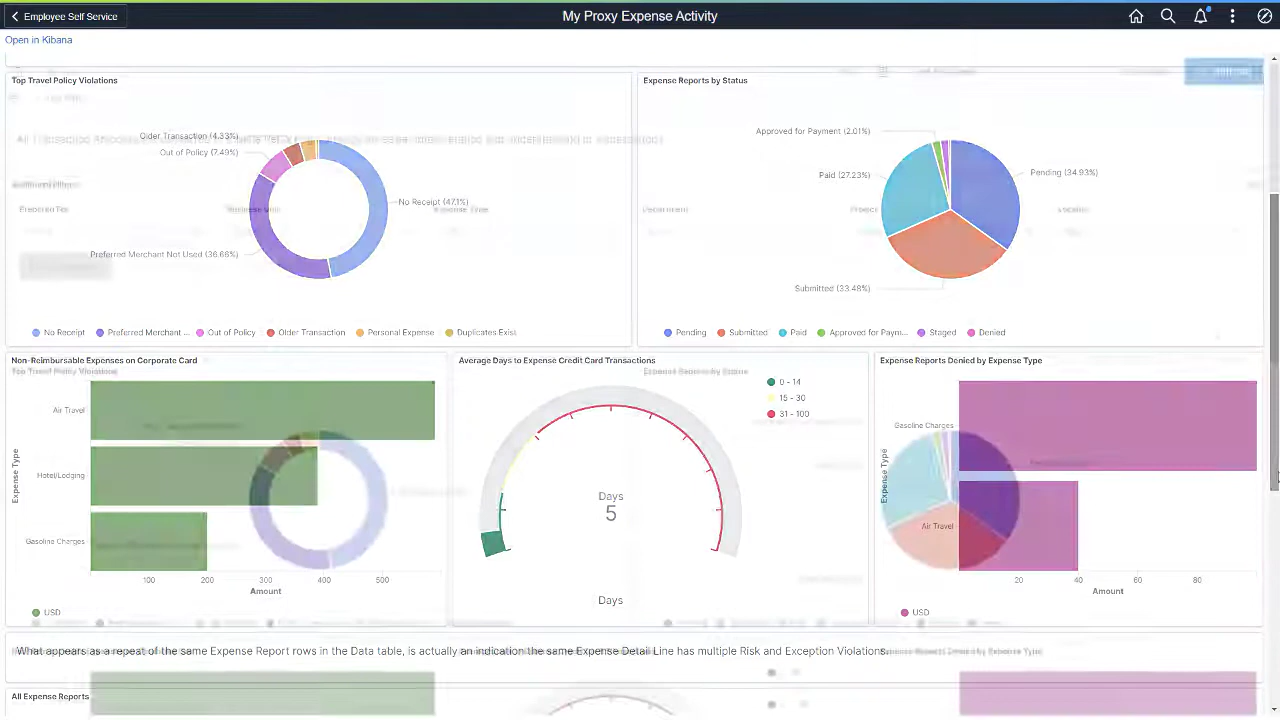 Employee Self Service
My Proxy Expense Activity
Open in Kibana
Top Travel Policy Violations
Older Transaction (4.33%)
Out of Policy (7.49%)
No Receipt (47.1%)
Preferred Merchant Not Used (36.66%)
No Receipt
Preferred Merchant ...
Out of Policy
Older Transaction
Personal Expense
Duplicates Exist
Expense Reports by Status
Approved for Payment (2.01%)
Paid (27.23%)
Pending (34.93%)
Submitted (33.48%)
Pending
Submitted
Paid
Approved for Paym...
Staged
Denied
Non-Reimbursable Expenses on Corporate Card
Top Travel Policy Violations
Expense Type
Air Travel
Hotel/Lodging
Gasoline Charges
100
200
300
400
500
Amount
USD
Average Days to Expense Credit Card Transactions
Expense Reports by Status
0 - 14
15 - 30
31 - 100
Days
5
Days
Expense Reports Denied by Expense Type
Expense Type
Gasoline Charges
Air Travel
20
40
60
80
Amount
USD
What appears as a repeat of the same Expense Report rows in the Data table, is actually an indication the same Expense Detail Line has multiple Risk and Exception Violations.
All Expense Reports